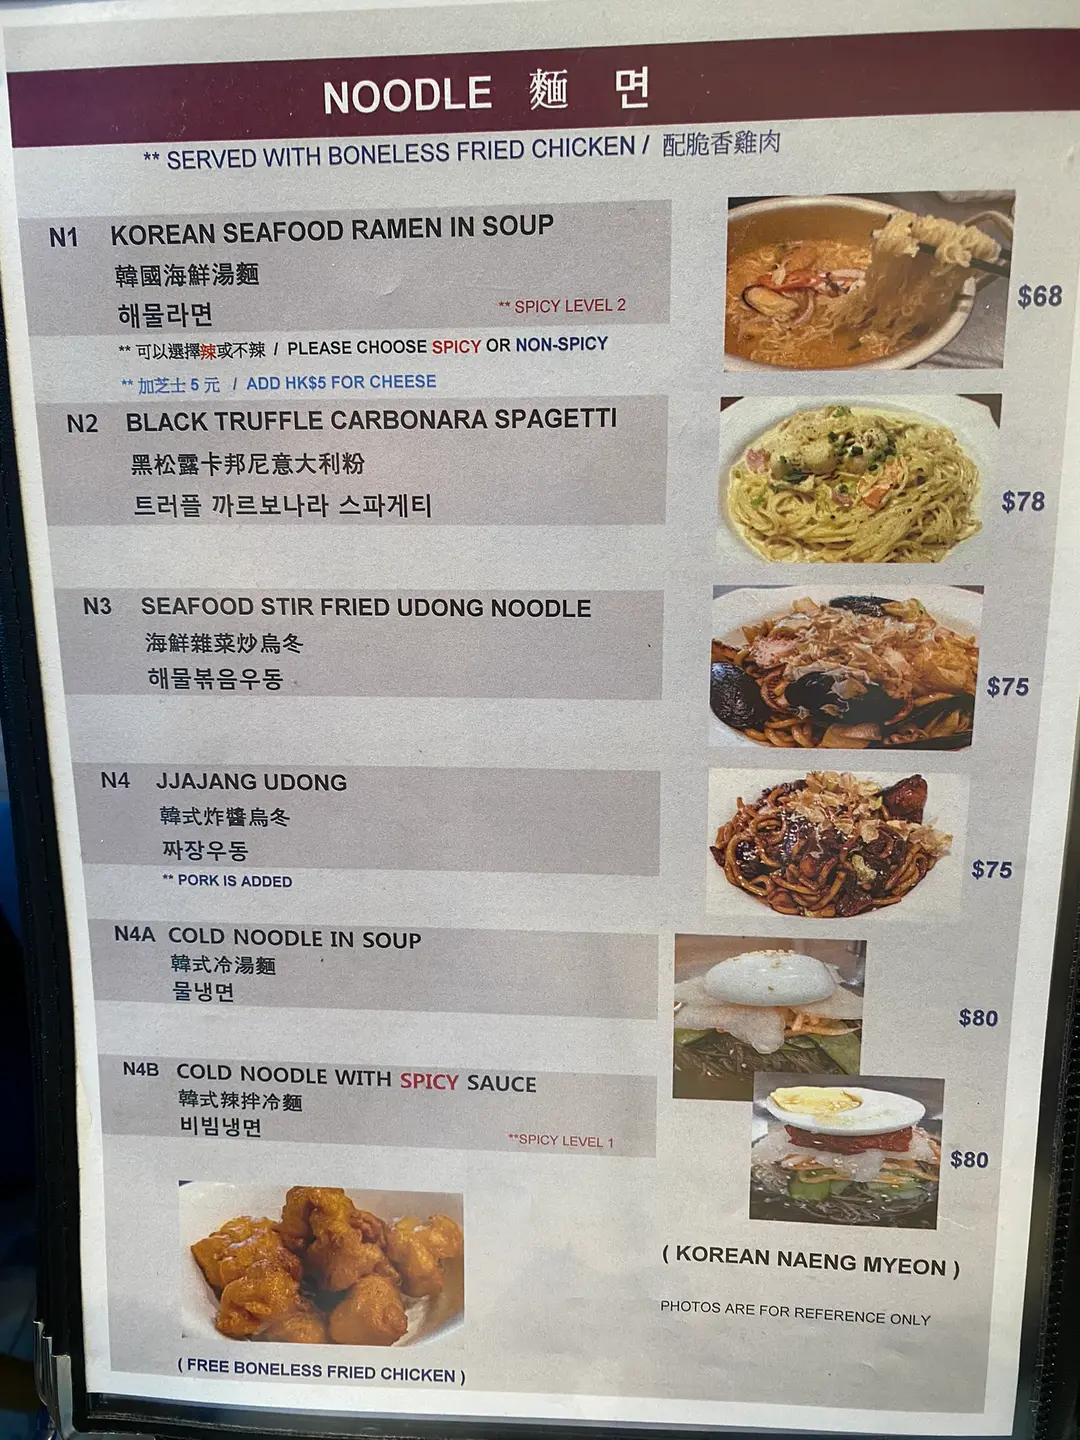 NOODLE 麵 면
** SERVED WITH BONELESS FRIED CHICKEN / 配脆香雞肉
N1 KOREAN SEAFOOD RAMEN IN SOUP
韓國海鮮湯麵
해물라면
** SPICY LEVEL 2
$68
** 可以選擇辣或不辣 / PLEASE CHOOSE SPICY OR NON-SPICY
** 加芝士 5 元 / ADD HK$5 FOR CHEESE
N2 BLACK TRUFFLE CARBONARA SPAGETTI
黑松露卡邦尼意大利粉
트러플 까르보나라 스파게티
$78
N3 SEAFOOD STIR FRIED UDONG NOODLE
海鮮雜菜炒烏冬
해물볶음우동
$75
N4 JJAJANG UDONG
韓式炸醬烏冬
짜장우동
** PORK IS ADDED
$75
N4A COLD NOODLE IN SOUP
韓式冷湯麵
물냉면
$80
N4B COLD NOODLE WITH SPICY SAUCE
韓式辣拌冷麵
비빔냉면
**SPICY LEVEL 1
$80
( KOREAN NAENG MYEON )
PHOTOS ARE FOR REFERENCE ONLY
( FREE BONELESS FRIED CHICKEN )